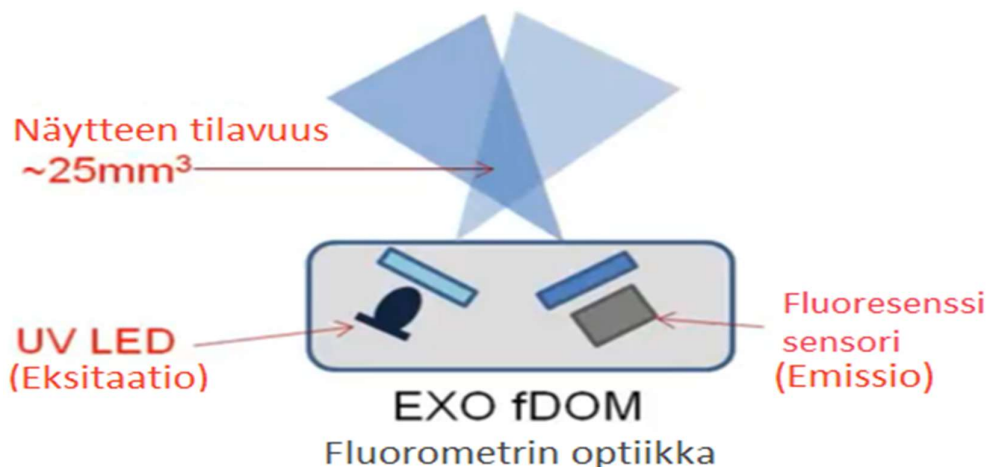 Näytteen tilavuus
~25mm³
UV LED
(Eksitaatio)
Fluoresenssi
sensori
(Emissio)
EXO fDOM
Fluorometrin optiikka